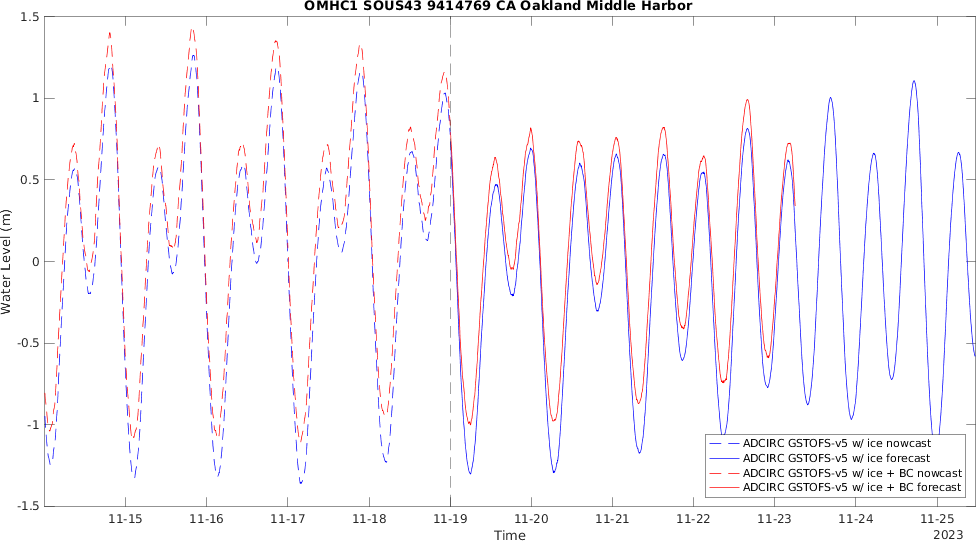 OMHC1 SOUS43 9414769 CA Oakland Middle Harbor
1.5
1
0.5
0
-0.5
-1
-1.5
Water Level (m)
11-15 11-16 11-17 11-18 11-19 11-20 11-21 11-22 11-23 11-24 11-25
2023
Time
ADCIRC GSTOFS-v5 w/ ice nowcast
ADCIRC GSTOFS-v5 w/ ice forecast
ADCIRC GSTOFS-v5 w/ ice + BC nowcast
ADCIRC GSTOFS-v5 w/ ice + BC forecast